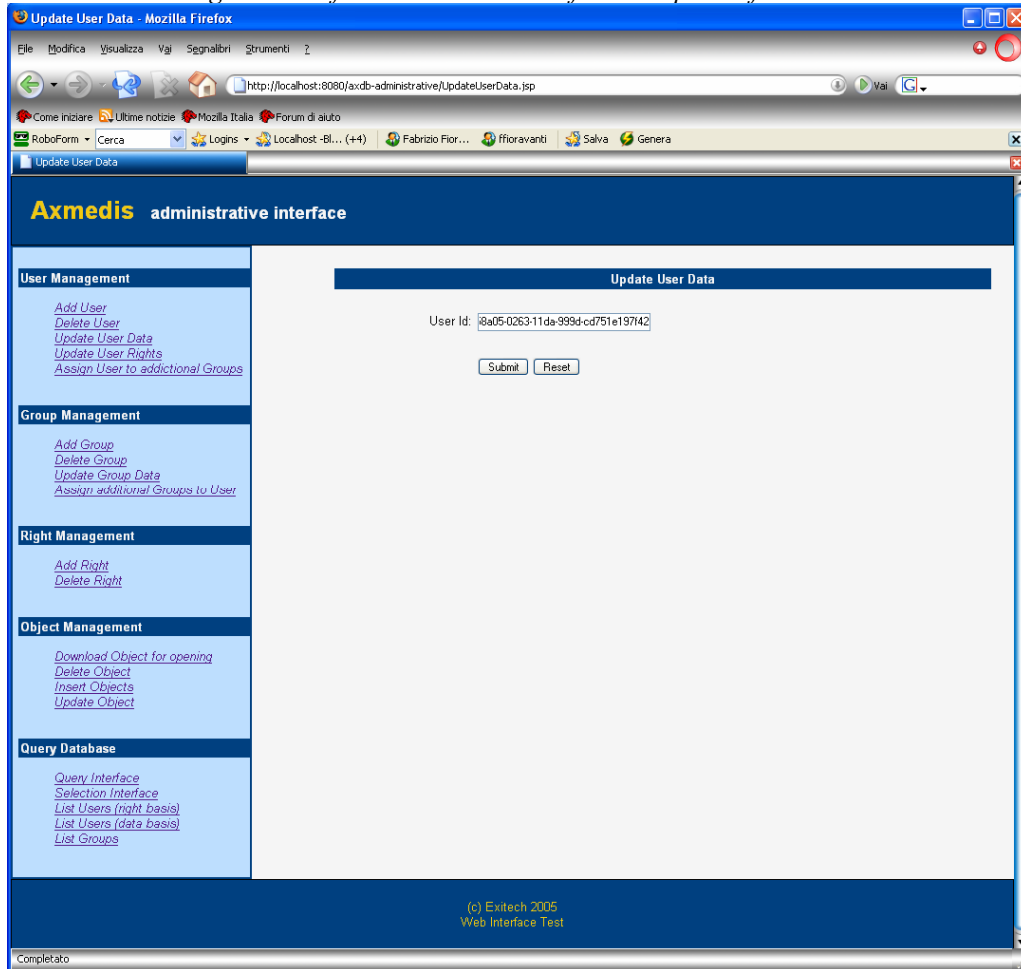 Update User Data - Mozilla Firefox
File Modifica Visualizza Vai Segnalibri Strumenti ?
http://localhost:8080/axdb-administrative/UpdateUserData.jsp Vai
Come iniziare Ultime notizie Mozilla Italia Forum di aiuto
RoboForm Cerca Logins Localhost -Bl... (+4) Fabrizio Fior... ffioravanti Salva Genera
Update User Data
Axmedis administrative interface
User Management
Add User
Delete User
Update User Data
Update User Rights
Assign User to addictional Groups
Group Management
Add Group
Delete Group
Update Group Data
Assign additional Groups to User
Right Management
Add Right
Delete Right
Object Management
Download Object for opening
Delete Object
Insert Objects
Update Object
Query Database
Query Interface
Selection Interface
List Users (right basis)
List Users (data basis)
List Groups
Update User Data
User Id: 8a05-0263-11da-999d-cd751e197f42
Submit Reset
(c) Exitech 2005
Web Interface Test
Completato